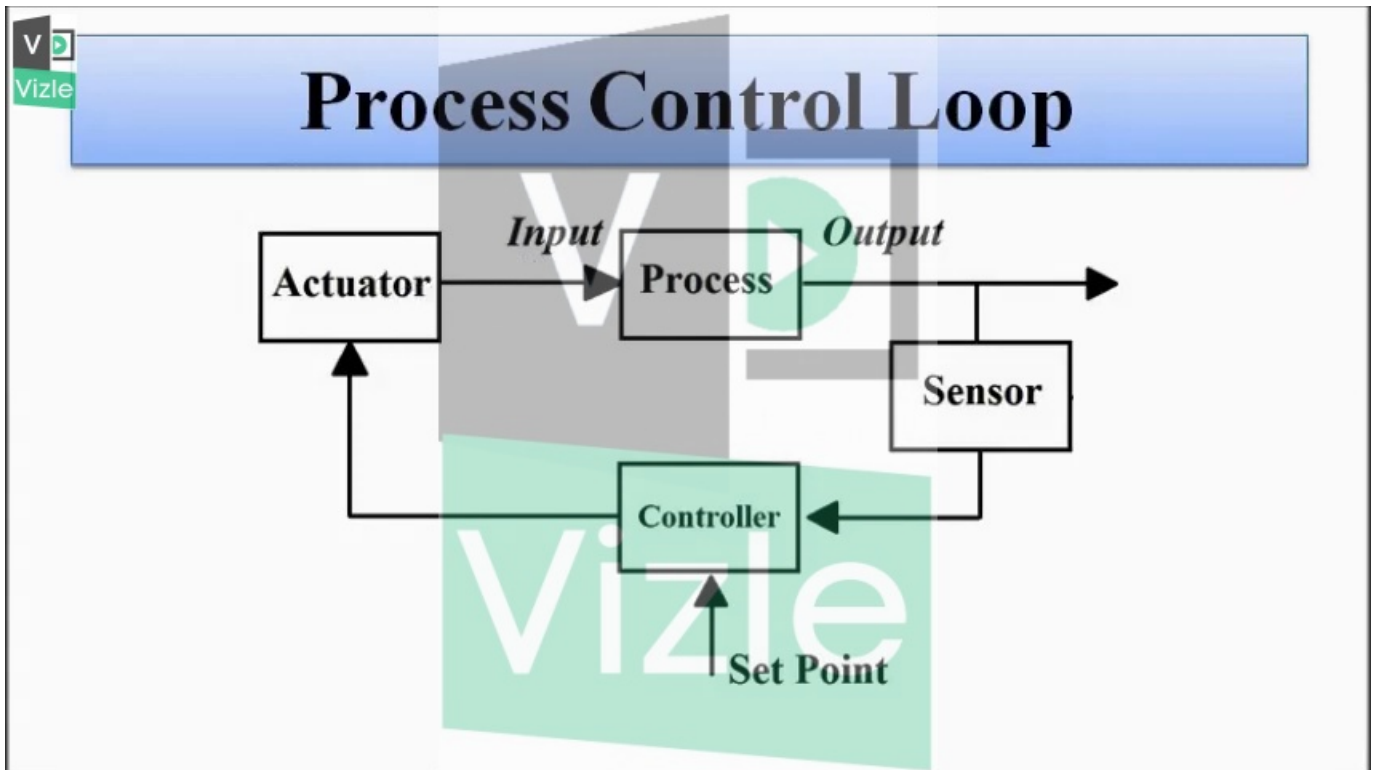 V
Vizle
Process Control Loop
Input
Output
Actuator
Process
Sensor
Controller
Set Point
V
Vizle